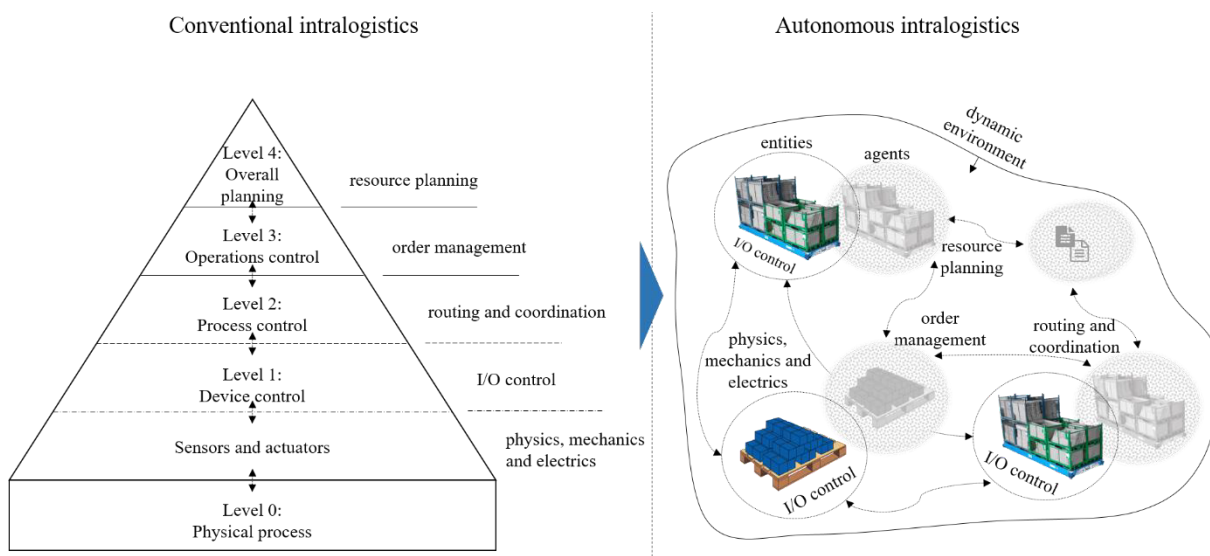 Conventional intralogistics
Level 4:
Overall
planning
resource planning
Level 3:
Operations control
order management
Level 2:
Process control
routing and coordination
Level 1:
Device control
I/O control
Sensors and actuators
physics, mechanics
and electrics
Level 0:
Physical process
Autonomous intralogistics
dynamic
environment
entities
agents
I/O control
resource
planning
physics,
mechanics and
electrics
order
management
routing and
coordination
I/O control
I/O control